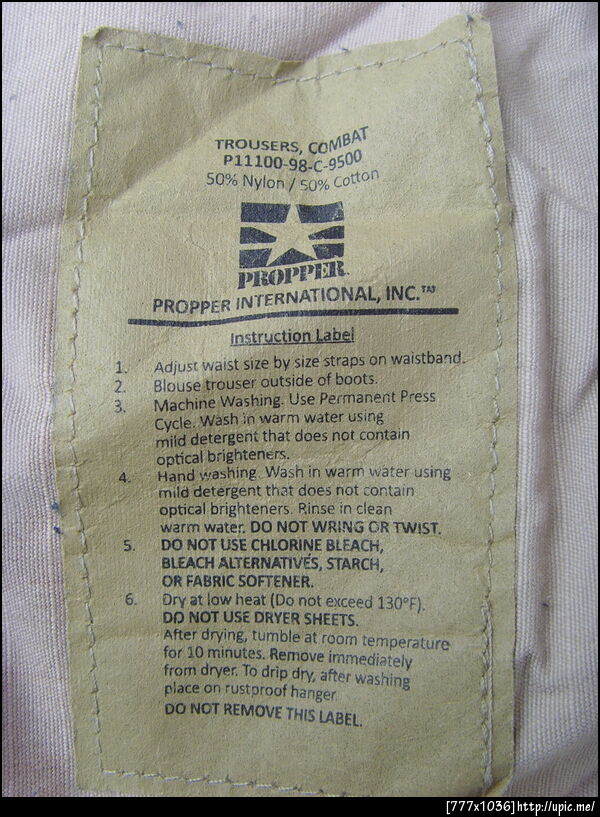 TROUSERS, COMBAT
P11100-98-C-9500
50% Nylon / 50% Cotton
PROPPER
PROPPER INTERNATIONAL, INC.™
Instruction Label
1. Adjust waist size by size straps on waistband.
2. Blouse trouser outside of boots.
3. Machine Washing. Use Permanent Press
Cycle. Wash in warm water using
mild detergent that does not contain
optical brighteners.
4. Hand washing. Wash in warm water using
mild detergent that does not contain
optical brighteners. Rinse in clean
warm water. DO NOT WRING OR TWIST.
5. DO NOT USE CHLORINE BLEACH,
BLEACH ALTERNATIVES, STARCH,
OR FABRIC SOFTENER.
6. Dry at low heat (Do not exceed 130°F).
DO NOT USE DRYER SHEETS.
After drying, tumble at room temperature
for 10 minutes. Remove immediately
from dryer. To drip dry, after washing
place on rustproof hanger
DO NOT REMOVE THIS LABEL.
[777x1036]http://upic.me/